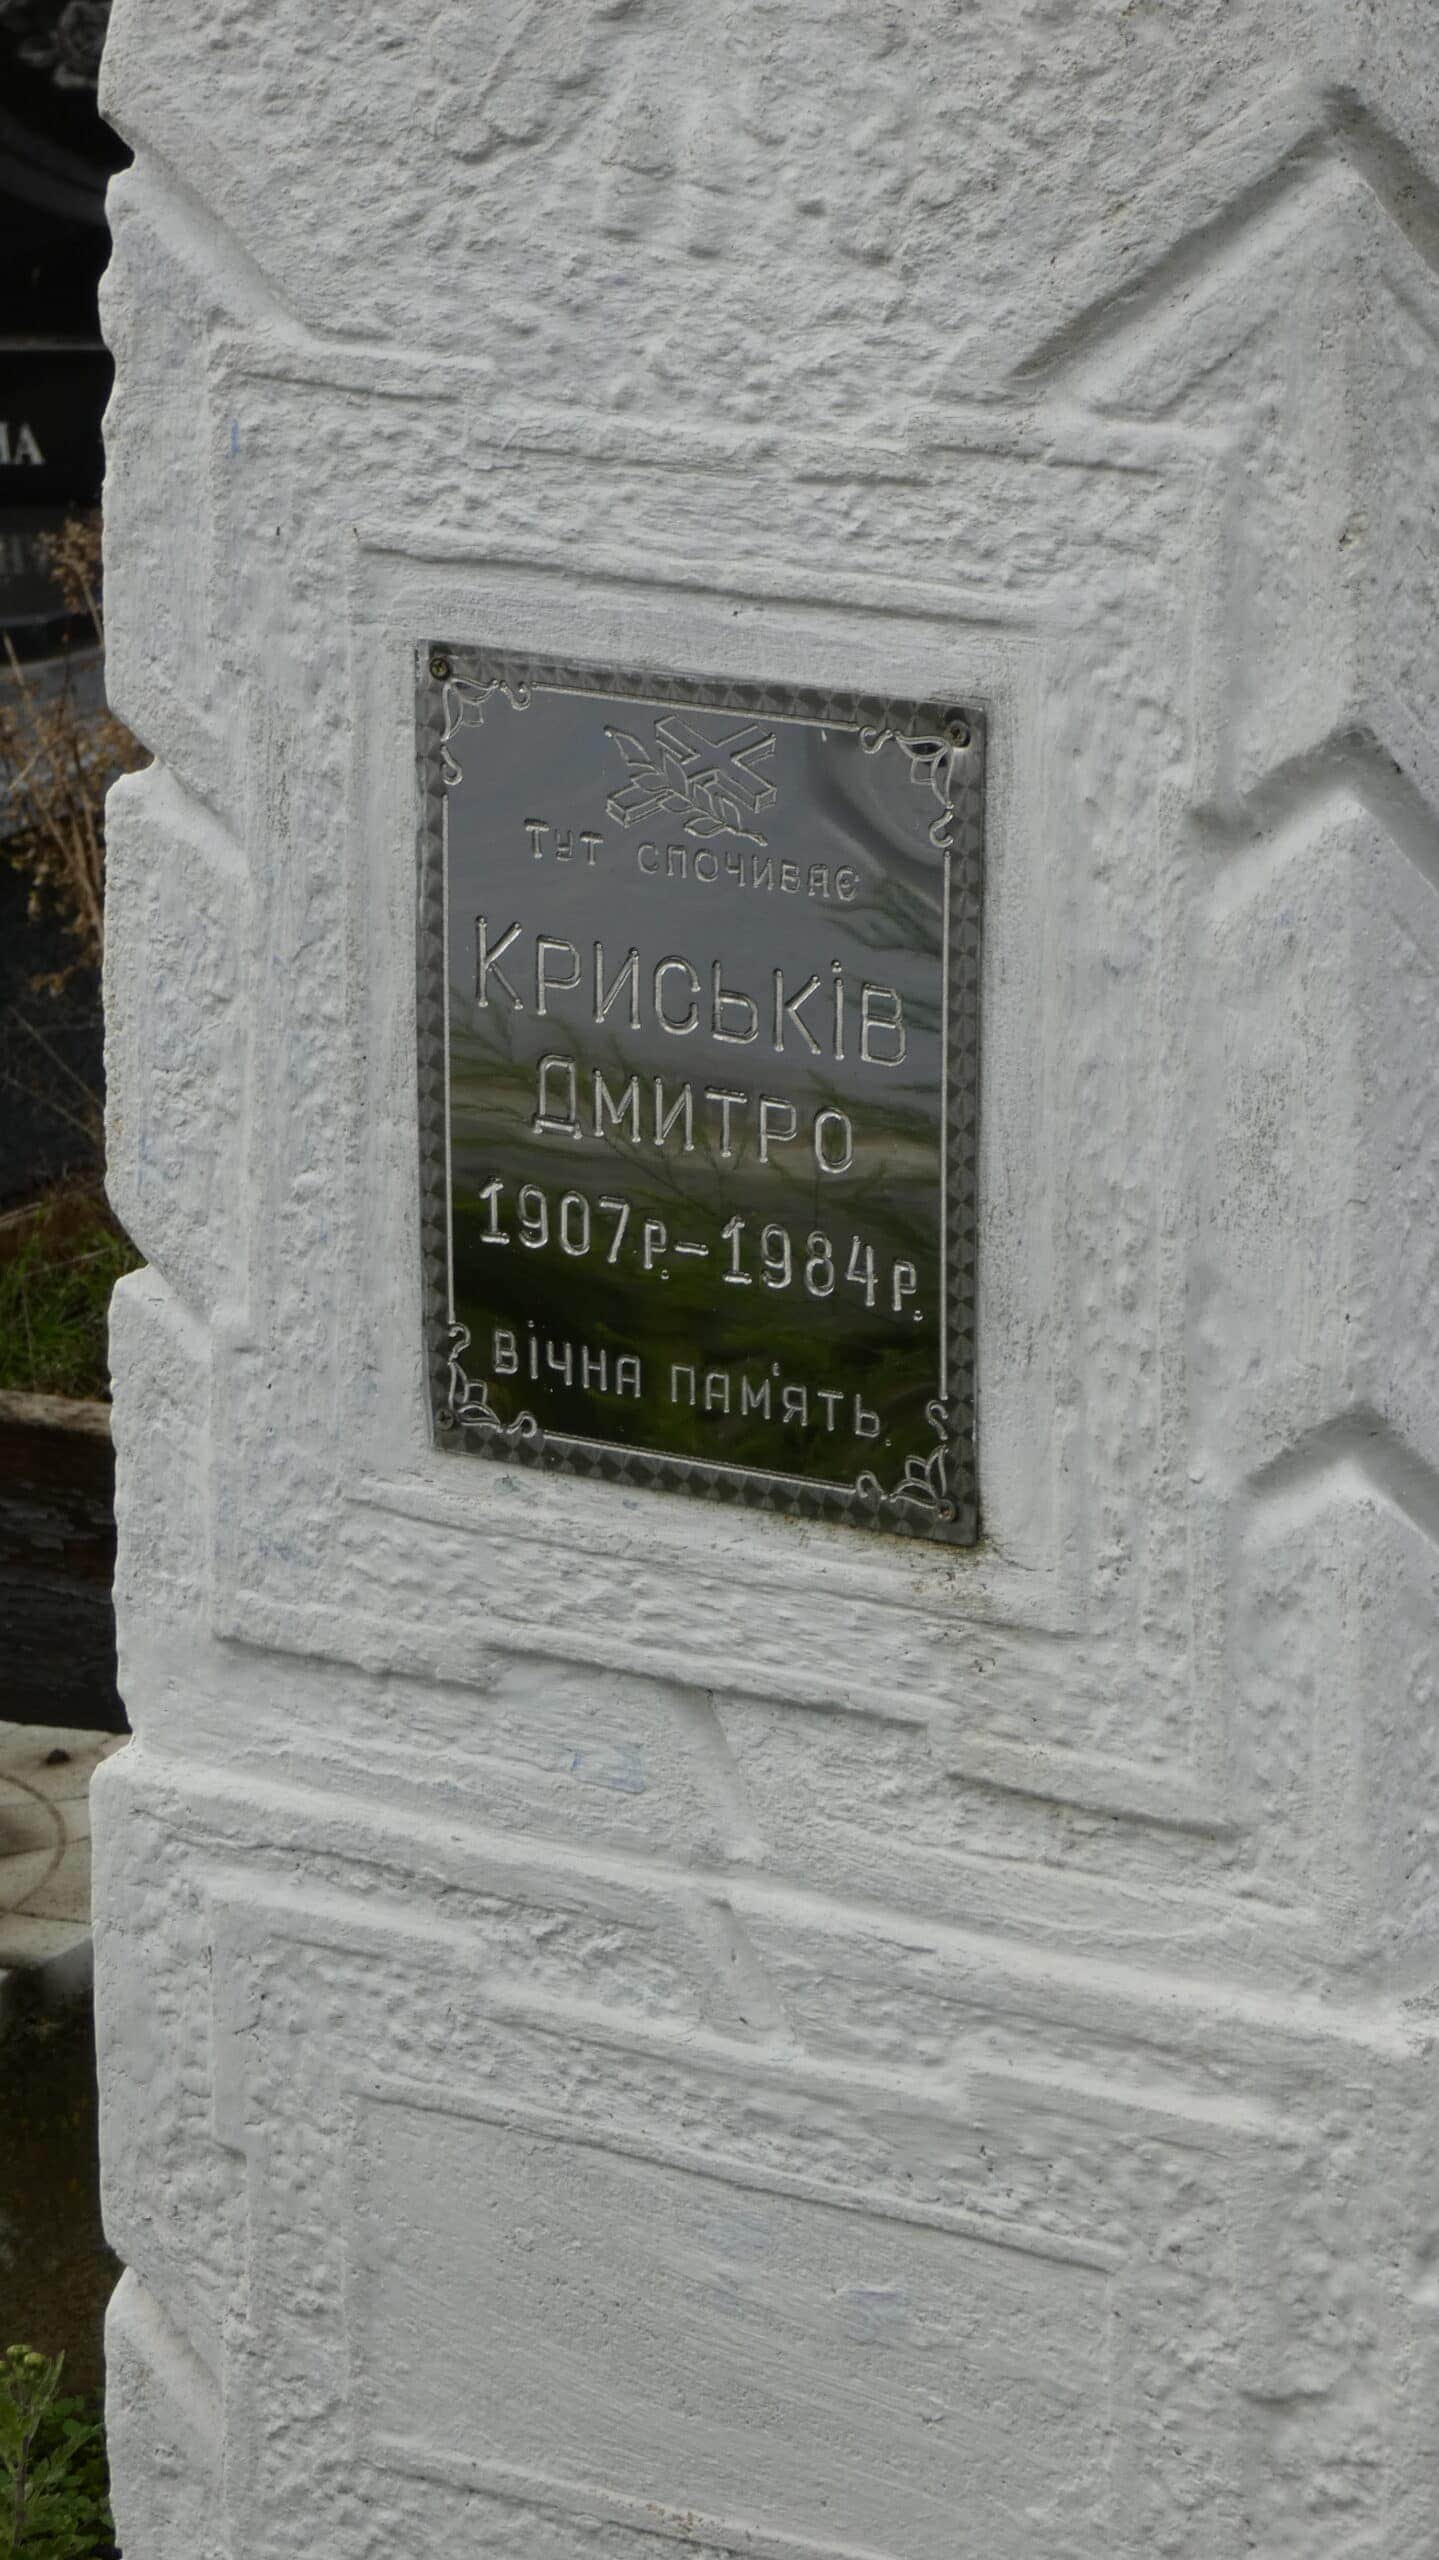 ТУТ СПОЧИВАЄ
КРИСЬКІВ
ДМИТРО
1907р.-1984р.
ВІЧНА ПАМ'ЯТЬ.